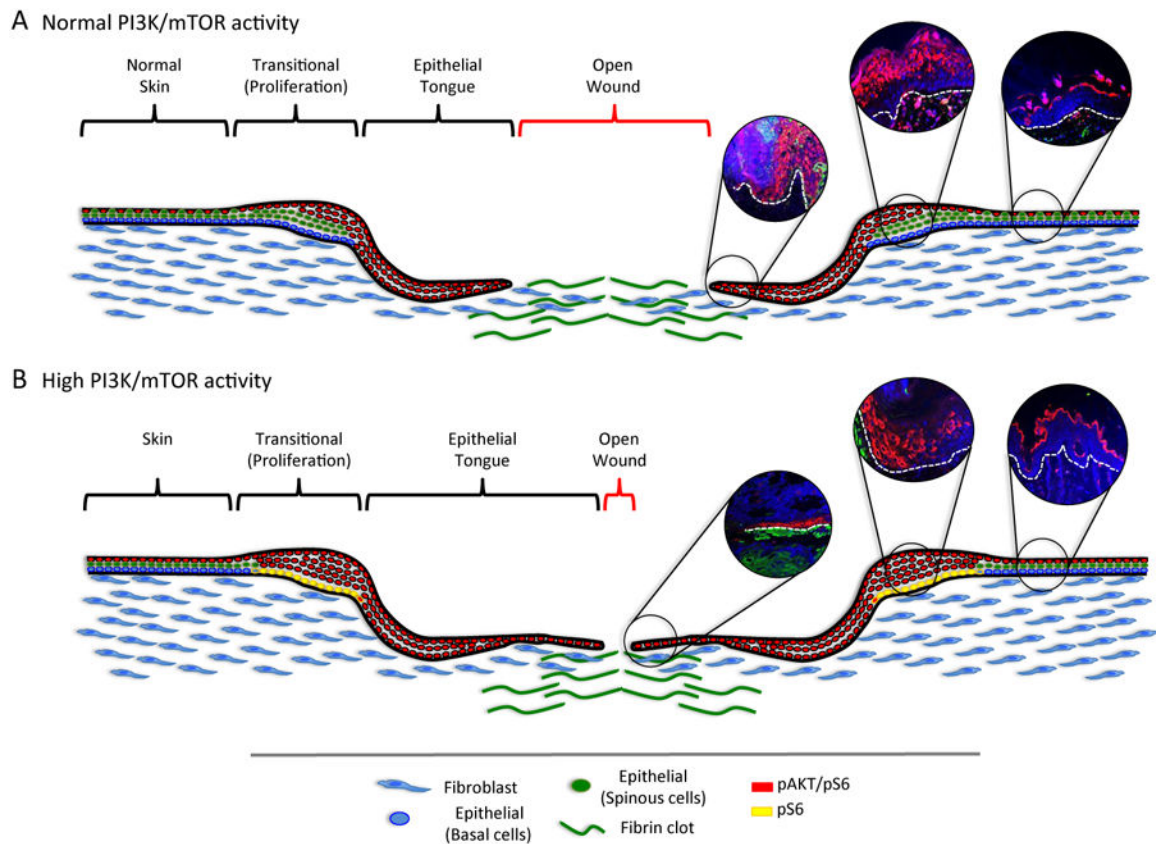 A Normal PI3K/mTOR activity
Normal
Skin
Transitional
(Proliferation)
Epithelial
Tongue
Open
Wound
B High PI3K/mTOR activity
Skin
Transitional
(Proliferation)
Epithelial
Tongue
Open
Wound
Fibroblast
Epithelial
(Basal cells)
Epithelial
(Spinous cells)
Fibrin clot
pAKT/pS6
pS6